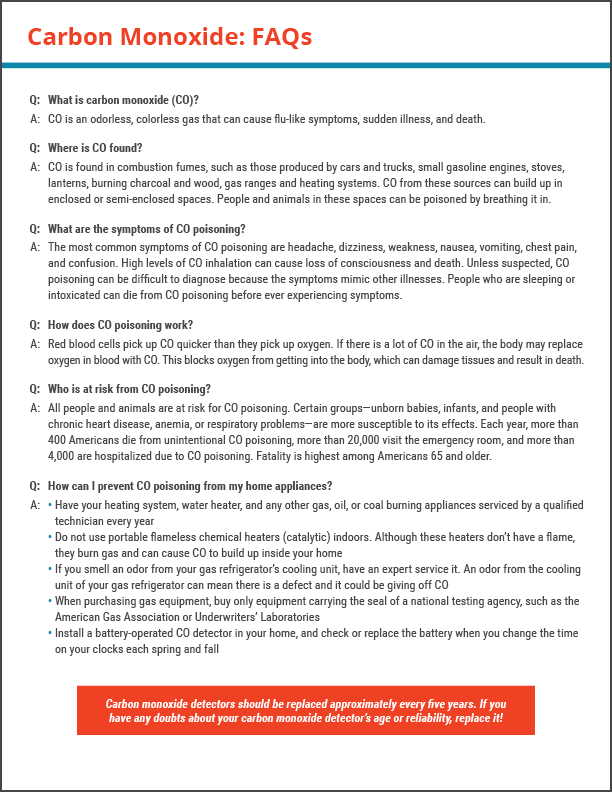 Carbon Monoxide: FAQs
Q: What is carbon monoxide (CO)?
A: CO is an odorless, colorless gas that can cause flu-like symptoms, sudden illness, and death.
Q: Where is CO found?
A: CO is found in combustion fumes, such as those produced by cars and trucks, small gasoline engines, stoves,
lanterns, burning charcoal and wood, gas ranges and heating systems. CO from these sources can build up in
enclosed or semi-enclosed spaces. People and animals in these spaces can be poisoned by breathing it in.
Q: What are the symptoms of CO poisoning?
A: The most common symptoms of CO poisoning are headache, dizziness, weakness, nausea, vomiting, chest pain,
and confusion. High levels of CO inhalation can cause loss of consciousness and death. Unless suspected, CO
poisoning can be difficult to diagnose because the symptoms mimic other illnesses. People who are sleeping or
intoxicated can die from CO poisoning before ever experiencing symptoms.
Q: How does CO poisoning work?
A: Red blood cells pick up CO quicker than they pick up oxygen. If there is a lot of CO in the air, the body may replace
oxygen in blood with CO. This blocks oxygen from getting into the body, which can damage tissues and result in death.
Q: Who is at risk from CO poisoning?
A: All people and animals are at risk for CO poisoning. Certain groups—unborn babies, infants, and people with
chronic heart disease, anemia, or respiratory problems—are more susceptible to its effects. Each year, more than
400 Americans die from unintentional CO poisoning, more than 20,000 visit the emergency room, and more than
4,000 are hospitalized due to CO poisoning. Fatality is highest among Americans 65 and older.
Q: How can I prevent CO poisoning from my home appliances?
A: • Have your heating system, water heater, and any other gas, oil, or coal burning appliances serviced by a qualified
technician every year
• Do not use portable flameless chemical heaters (catalytic) indoors. Although these heaters don't have a flame,
they burn gas and can cause CO to build up inside your home
• If you smell an odor from your gas refrigerator's cooling unit, have an expert service it. An odor from the cooling
unit of your gas refrigerator can mean there is a defect and it could be giving off CO
• When purchasing gas equipment, buy only equipment carrying the seal of a national testing agency, such as the
American Gas Association or Underwriters' Laboratories
• Install a battery-operated CO detector in your home, and check or replace the battery when you change the time
on your clocks each spring and fall
Carbon monoxide detectors should be replaced approximately every five years. If you
have any doubts about your carbon monoxide detector's age or reliability, replace it!